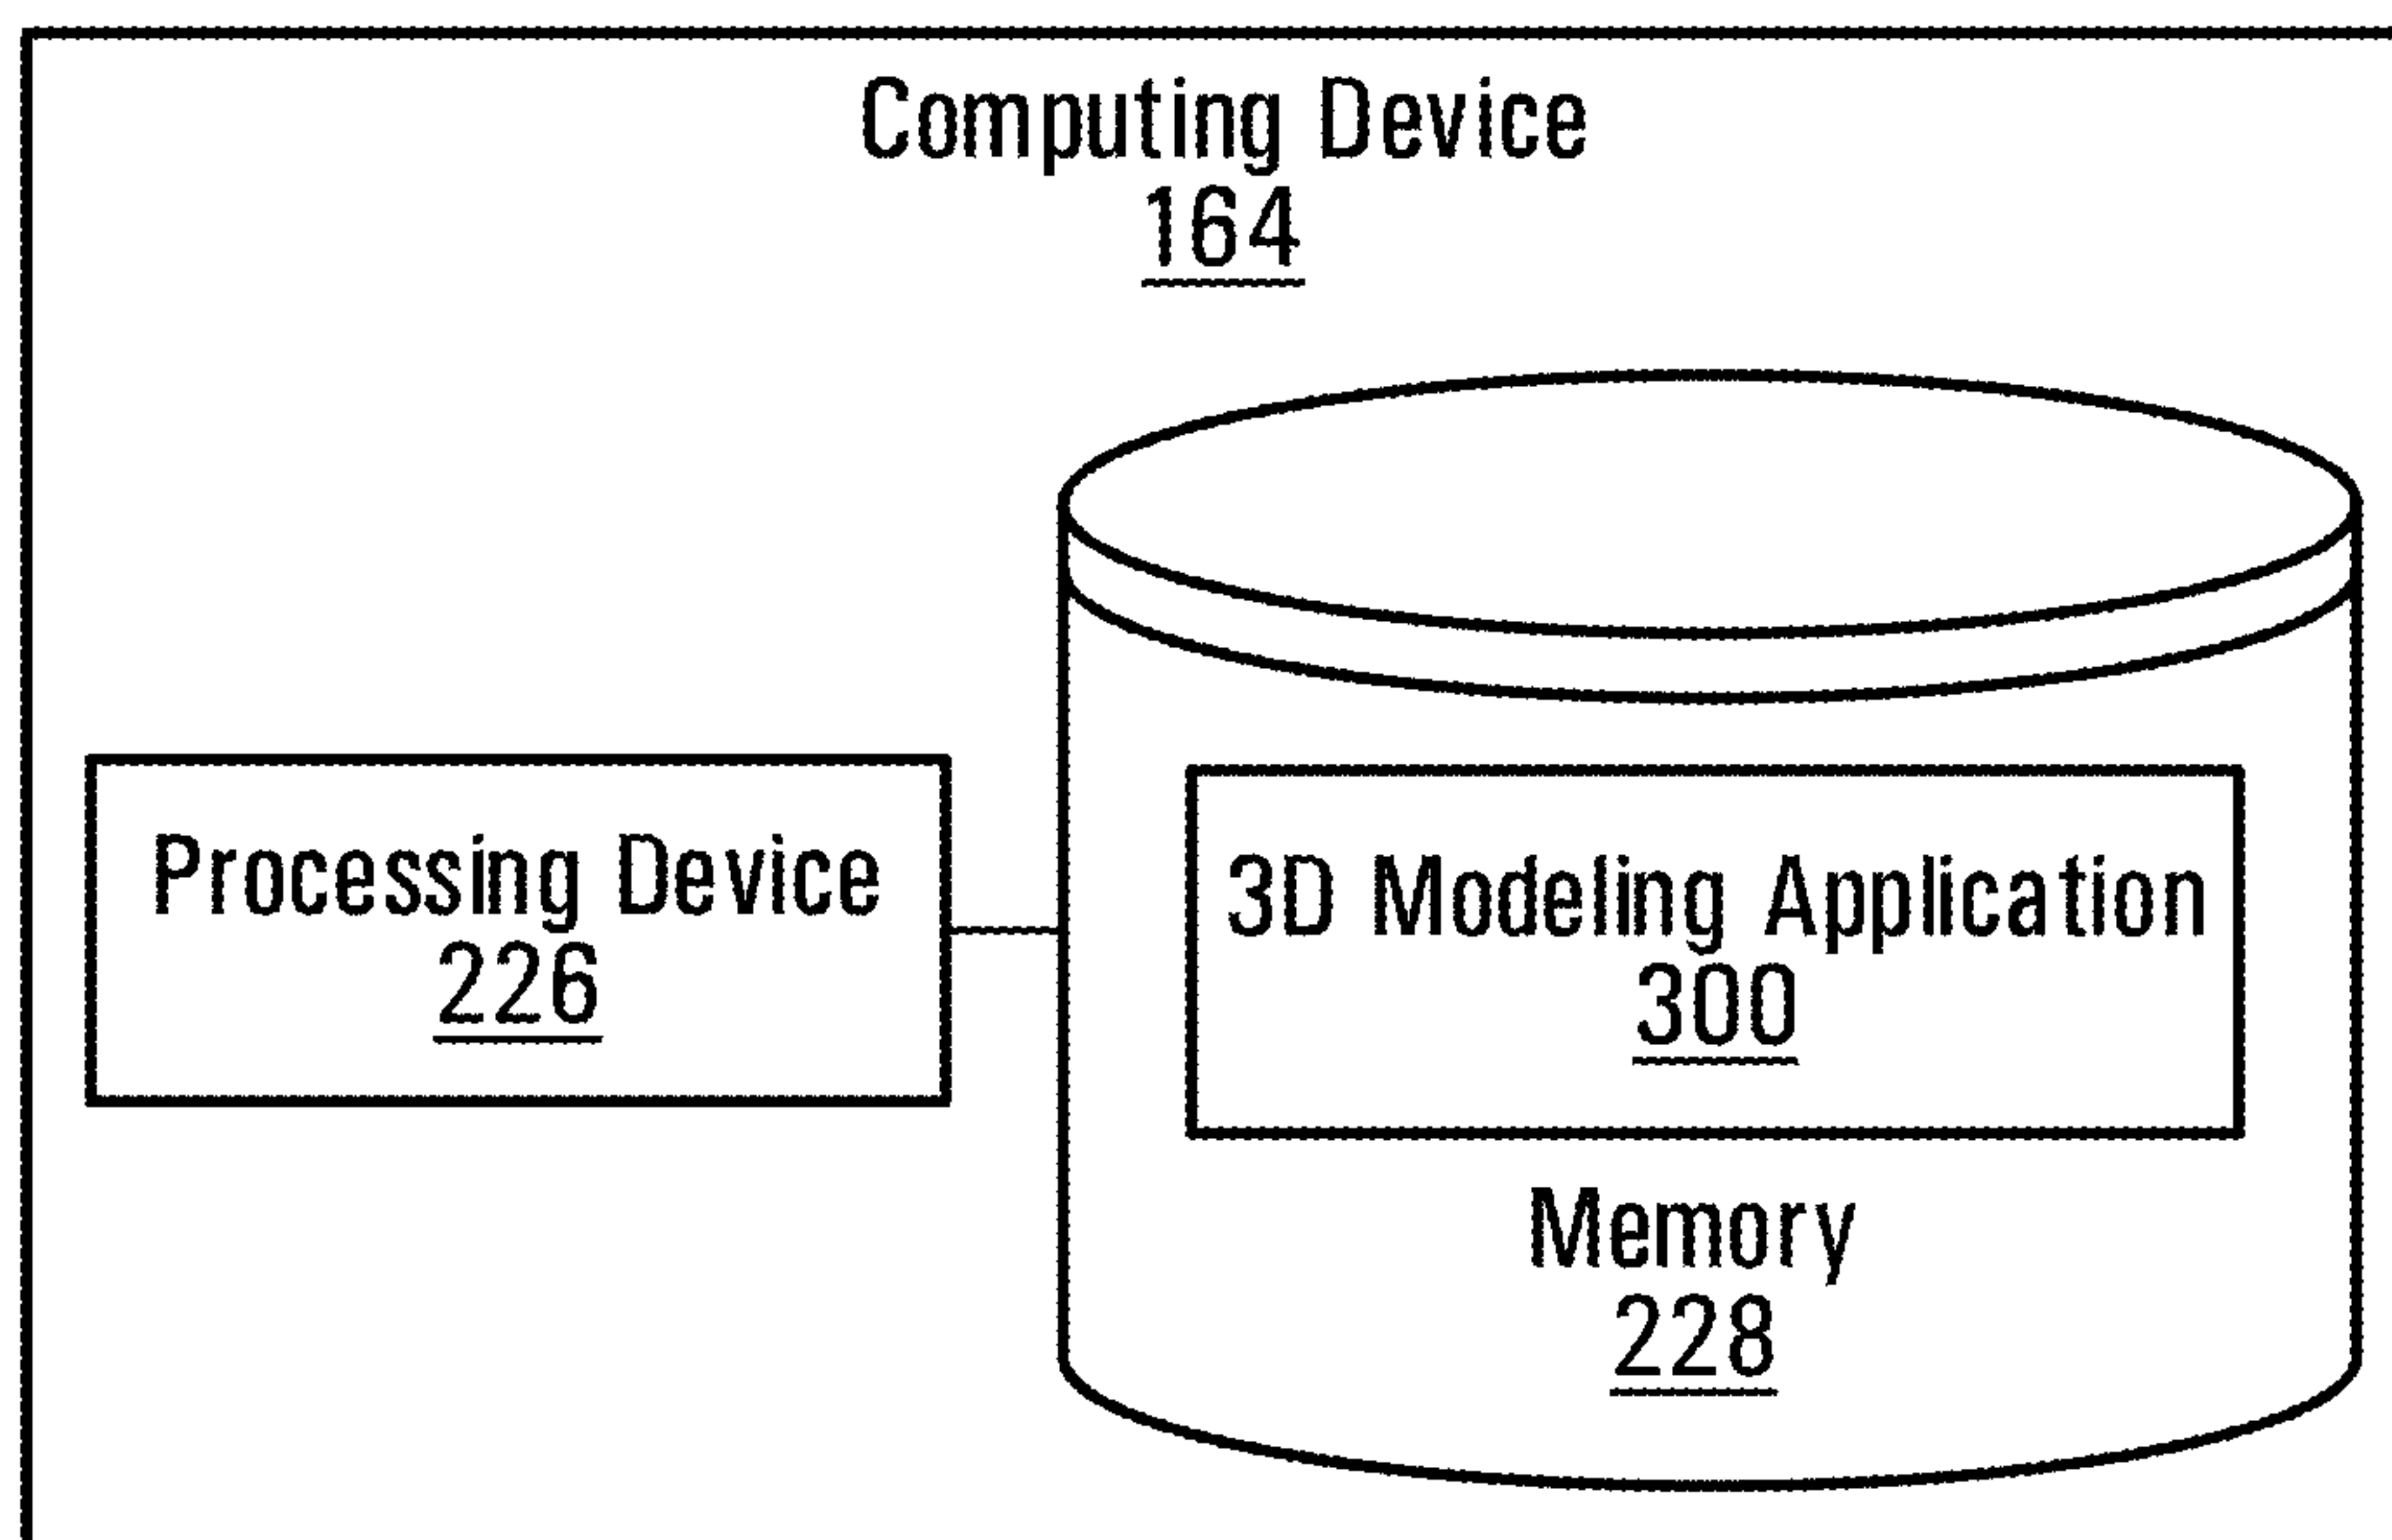 Computing Device
164
Processing Device
226
3D Modeling Application
300
Memory
228